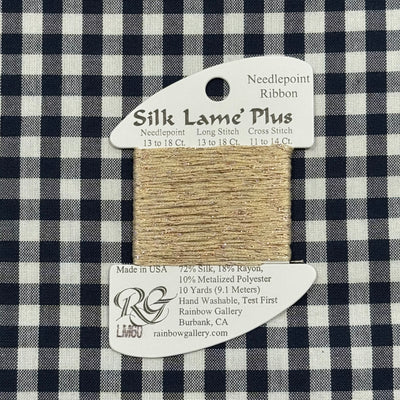 Needlepoint
Ribbon
Silk Lame' Plus
Needlepoint Long Stitch Cross Stitch
13 to 18 Ct. 13 to 18 Ct. 11 to 14 Ct.
Made in USA 72% Silk, 18% Rayon,
10% Metalized Polyester
10 Yards (9.1 Meters)
Hand Washable, Test First
Rainbow Gallery
Burbank, CA
rainbowgallery.com
RG
LM60